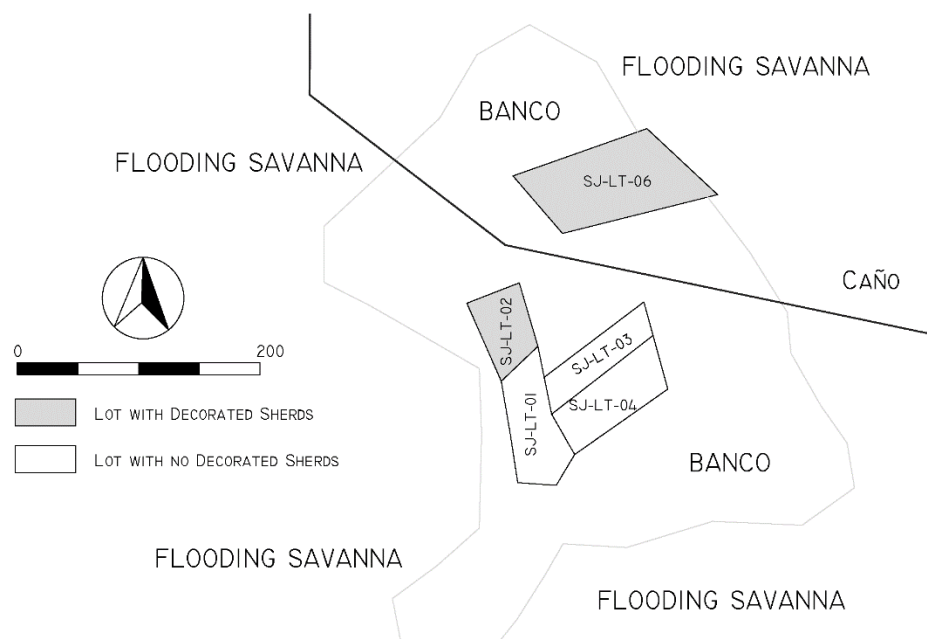 FLOODING SAVANNA
BANCO
FLOODING SAVANNA
SJ-LT-06
CAÑO
SJ-LT-02
SJ-LT-03
SJ-LT-04
SJ-LT-01
0 200
LOT WITH DECORATED SHERDS
LOT WITH NO DECORATED SHERDS
BANCO
FLOODING SAVANNA
FLOODING SAVANNA